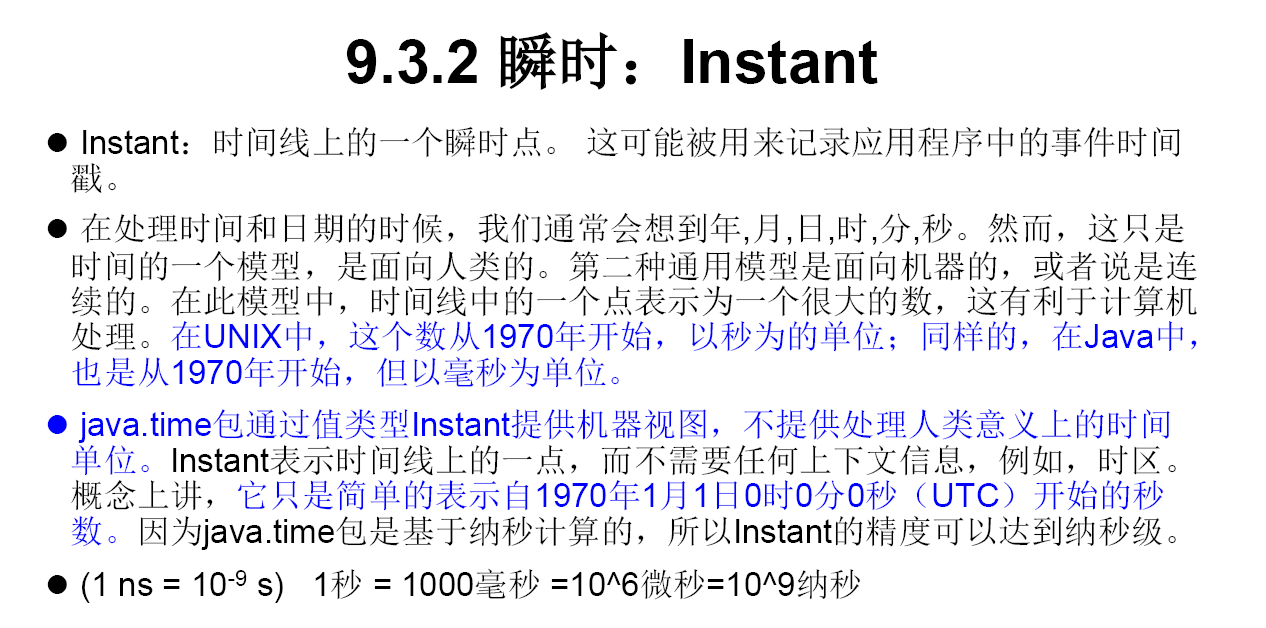 9.3.2 瞬时：Instant
● Instant：时间线上的一个瞬时点。 这可能被用来记录应用程序中的事件时间
戳。
● 在处理时间和日期的时候，我们通常会想到年,月,日,时,分,秒。然而，这只是
时间的一个模型，是面向人类的。第二种通用模型是面向机器的，或者说是连
续的。在此模型中，时间线中的一个点表示为一个很大的数，这有利于计算机
处理。在UNIX中，这个数从1970年开始，以秒为的单位；同样的，在Java中，
也是从1970年开始，但以毫秒为单位。
● java.time包通过值类型Instant提供机器视图，不提供处理人类意义上的时间
单位。Instant表示时间线上的一点，而不需要任何上下文信息，例如，时区。
概念上讲，它只是简单的表示自1970年1月1日0时0分0秒（UTC）开始的秒
数。因为java.time包是基于纳秒计算的，所以Instant的精度可以达到纳秒级。
● (1 ns = 10⁻⁹ s)   1秒 = 1000毫秒 =10^6微秒=10^9纳秒